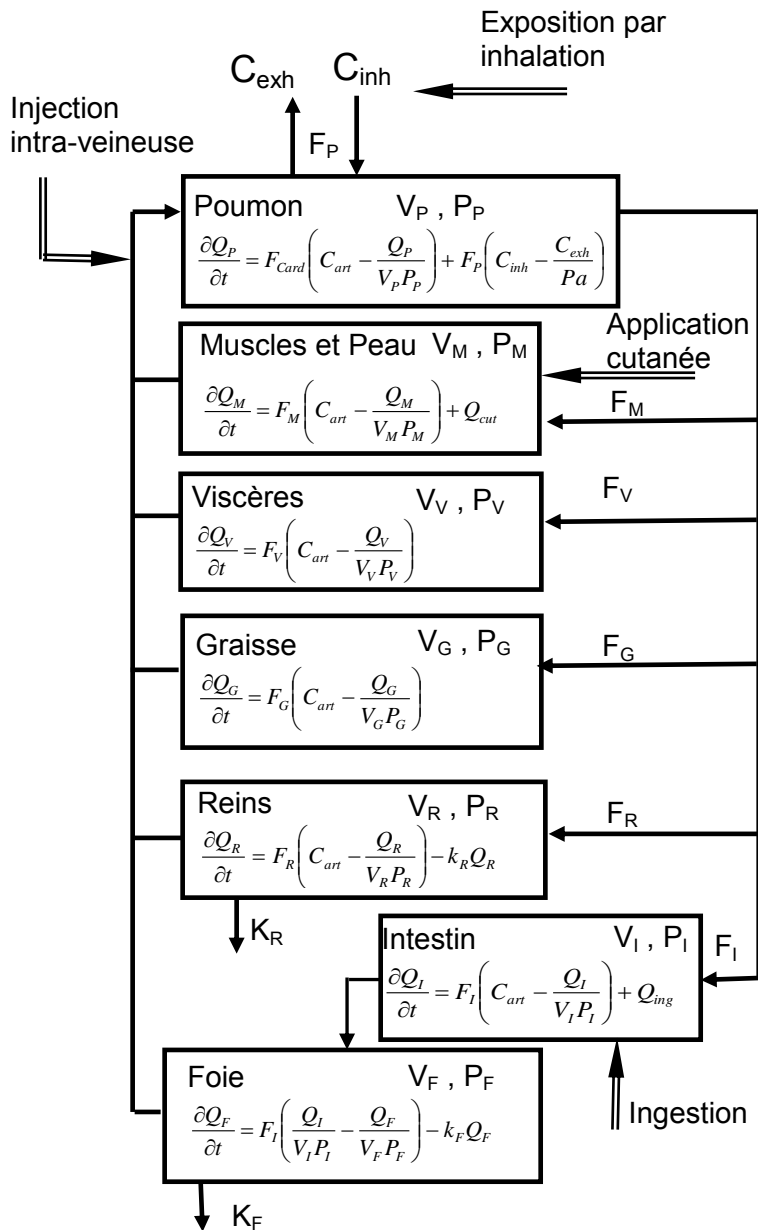 Exposition par
inhalation
C_exh C_inh
Injection
intra-veineuse
F_P
Poumon V_P , P_P
∂Q_P/∂t = F_Card (C_art − Q_P/(V_P P_P)) + F_P (C_inh − C_exh/Pa)
Application
cutanée
Muscles et Peau V_M , P_M
∂Q_M/∂t = F_M (C_art − Q_M/(V_M P_M)) + Q_cut
F_M
Viscères V_V , P_V
F_V
∂Q_V/∂t = F_V (C_art − Q_V/(V_V P_V))
Graisse V_G , P_G
F_G
∂Q_G/∂t = F_G (C_art − Q_G/(V_G P_G))
Reins V_R , P_R
F_R
∂Q_R/∂t = F_R (C_art − Q_R/(V_R P_R)) − k_R Q_R
K_R
Intestin V_I , P_I
F_I
∂Q_I/∂t = F_I (C_art − Q_I/(V_I P_I)) + Q_ing
Foie V_F , P_F
∂Q_F/∂t = F_I (Q_I/(V_I P_I) − Q_F/(V_F P_F)) − k_F Q_F
Ingestion
K_F